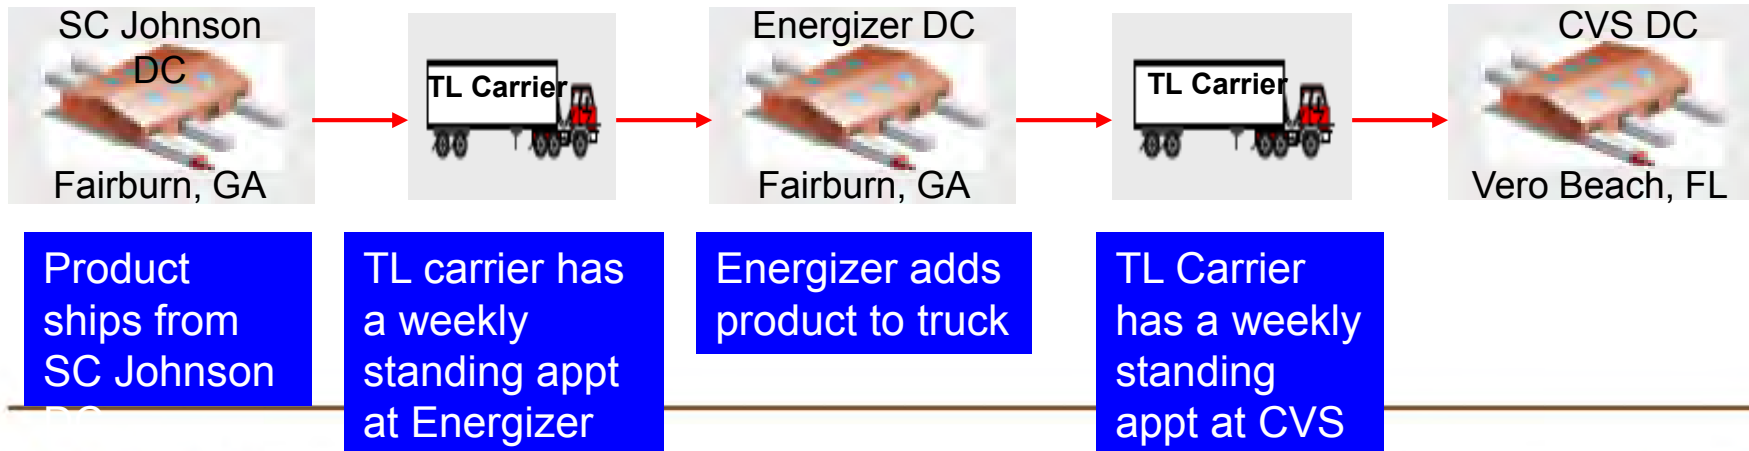 SC Johnson
DC
Fairburn, GA
TL Carrier
Energizer DC
Fairburn, GA
TL Carrier
CVS DC
Vero Beach, FL
Product
ships from
SC Johnson
DC
TL carrier has
a weekly
standing appt
at Energizer
Energizer adds
product to truck
TL Carrier
has a weekly
standing
appt at CVS